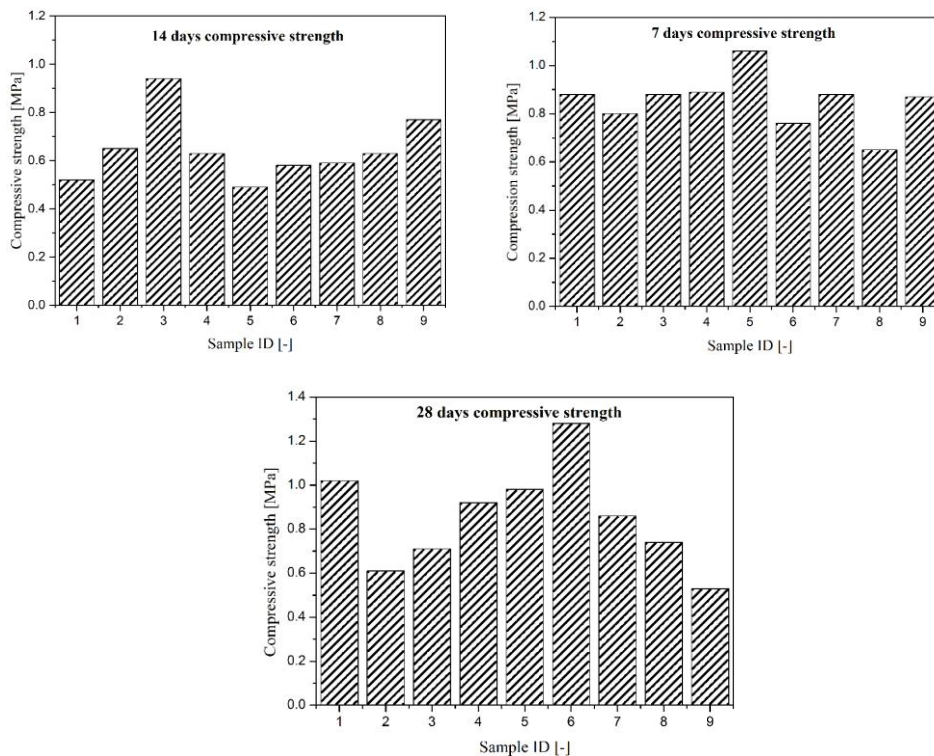 14 days compressive strength
Compressive strength [MPa]
1.2
1.0
0.8
0.6
0.4
0.2
0.0
1 2 3 4 5 6 7 8 9
Sample ID [-]
7 days compressive strength
Compression strength [MPa]
1.2
1.0
0.8
0.6
0.4
0.2
0.0
1 2 3 4 5 6 7 8 9
Sample ID [-]
28 days compressive strength
Compressive strength [MPa]
1.4
1.2
1.0
0.8
0.6
0.4
0.2
0.0
1 2 3 4 5 6 7 8 9
Sample ID [-]